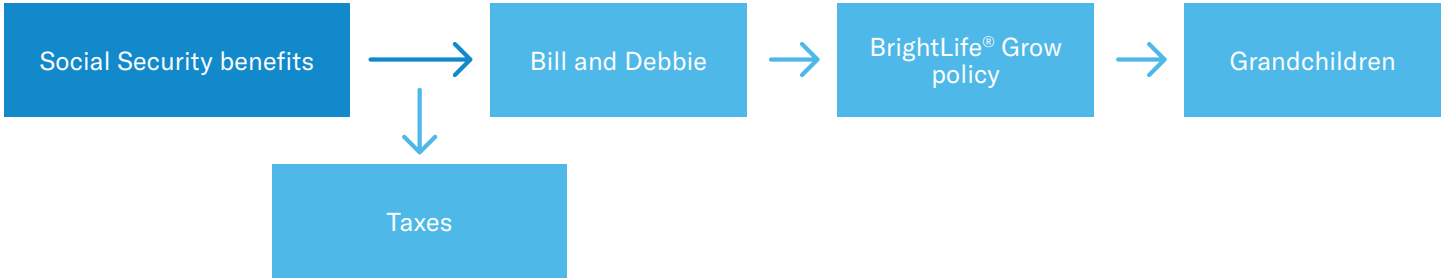 Social Security benefits
Bill and Debbie
BrightLife® Grow
policy
Grandchildren
Taxes